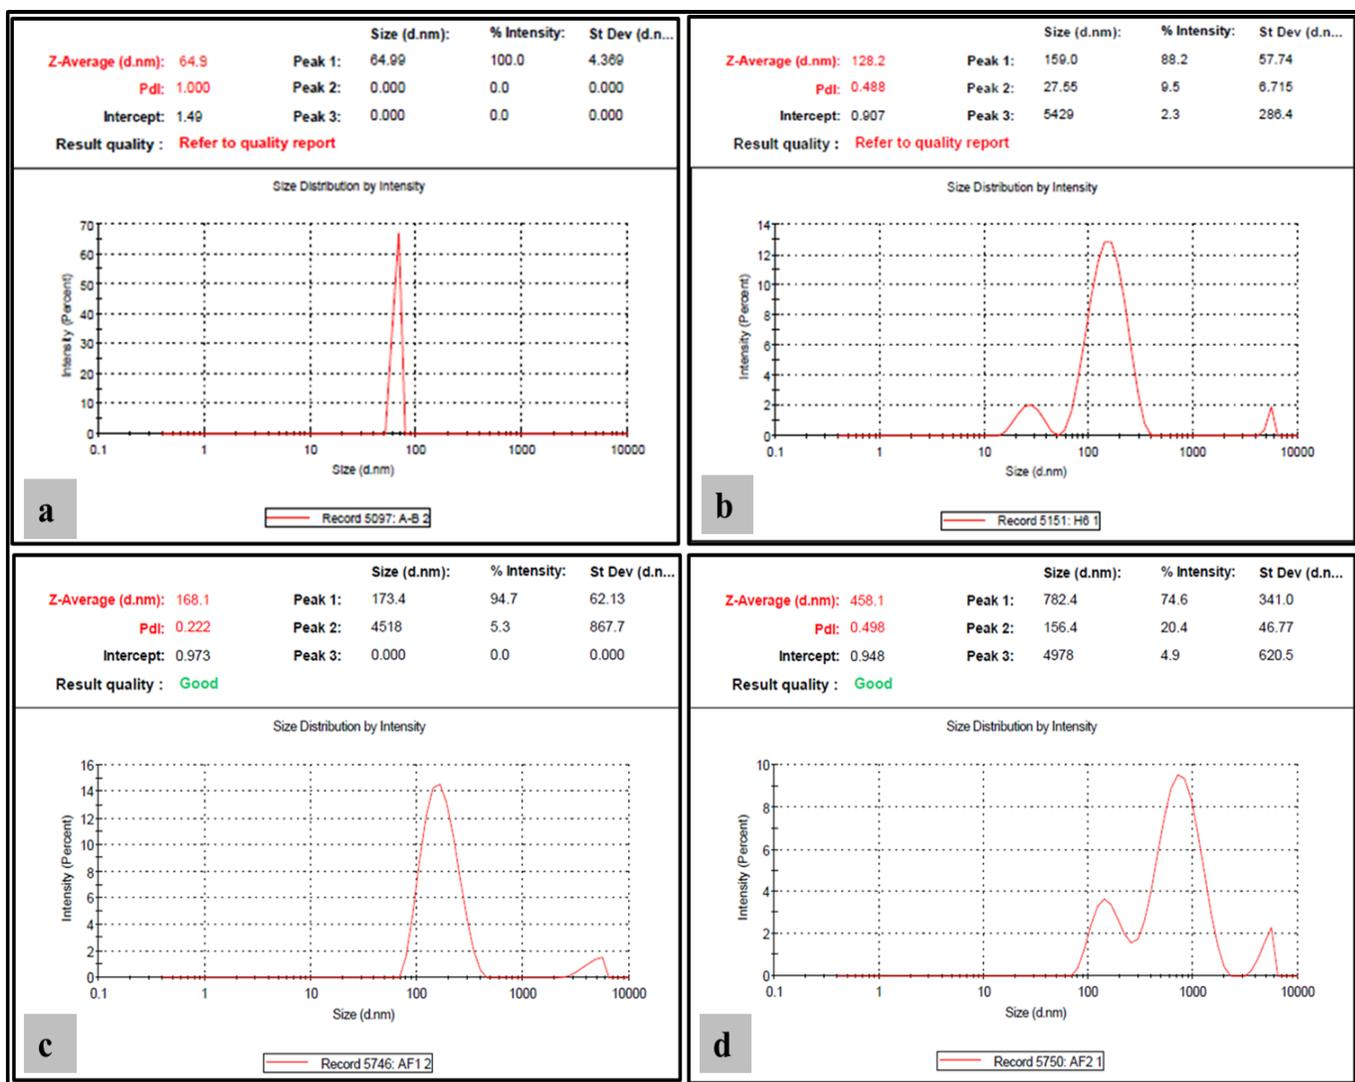 Size (d.nm): % Intensity: St Dev (d.n...
Z-Average (d.nm): 64.9 Peak 1: 64.99 100.0 4.369
PdI: 1.000 Peak 2: 0.000 0.0 0.000
Intercept: 1.49 Peak 3: 0.000 0.0 0.000
Result quality : Refer to quality report
Size Distribution by Intensity
70
60
50
40
30
20
10
0
Intensity (Percent)
0.1 1 10 100 1000 10000
Size (d.nm)
a
Record 5097: A-B 2
Size (d.nm): % Intensity: St Dev (d.n...
Z-Average (d.nm): 128.2 Peak 1: 159.0 88.2 57.74
PdI: 0.488 Peak 2: 27.55 9.5 6.715
Intercept: 0.907 Peak 3: 5429 2.3 286.4
Result quality : Refer to quality report
Size Distribution by Intensity
14
12
10
8
6
4
2
0
Intensity (Percent)
0.1 1 10 100 1000 10000
Size (d.nm)
b
Record 5151: H6 1
Size (d.nm): % Intensity: St Dev (d.n...
Z-Average (d.nm): 168.1 Peak 1: 173.4 94.7 62.13
PdI: 0.222 Peak 2: 4518 5.3 867.7
Intercept: 0.973 Peak 3: 0.000 0.0 0.000
Result quality : Good
Size Distribution by Intensity
16
14
12
10
8
6
4
2
0
Intensity (Percent)
0.1 1 10 100 1000 10000
Size (d.nm)
c
Record 5746: AF1 2
Size (d.nm): % Intensity: St Dev (d.n...
Z-Average (d.nm): 458.1 Peak 1: 782.4 74.6 341.0
PdI: 0.498 Peak 2: 156.4 20.4 46.77
Intercept: 0.948 Peak 3: 4978 4.9 620.5
Result quality : Good
Size Distribution by Intensity
10
8
6
4
2
0
Intensity (Percent)
0.1 1 10 100 1000 10000
Size (d.nm)
d
Record 5750: AF2 1